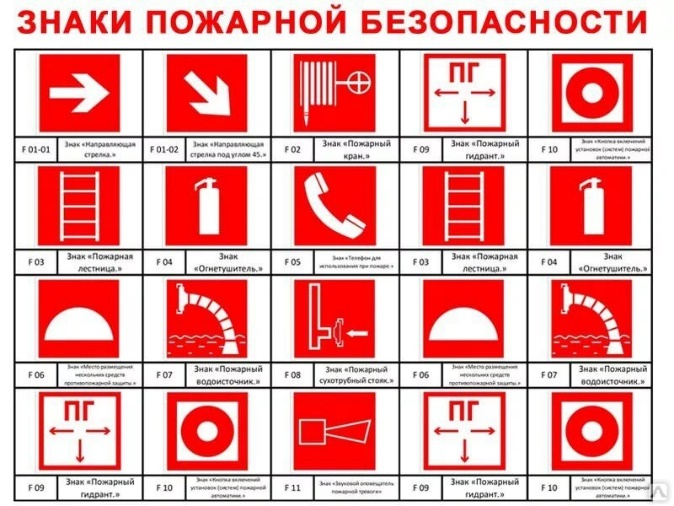 ЗНАКИ ПОЖАРНОЙ БЕЗОПАСНОСТИ
ПГ
F 01-01
Знак «Направляющая
стрелка.»
F 01-02
Знак «Направляющая
стрелка под углом 45.»
F 02
Знак «Пожарный
кран.»
F 09
Знак «Пожарный
гидрант.»
F 10
Знак «Кнопка включений
установок (систем) пожарной
автоматики.»
F 03
Знак «Пожарная
лестница.»
F 04
Знак
«Огнетушитель.»
F 05
Знак «Телефон для
использования при пожаре.»
F 03
Знак «Пожарная
лестница.»
F 04
Знак
«Огнетушитель.»
F 06
Знак «Место размещения
нескольких средств
противопожарной защиты.»
F 07
Знак «Пожарный
водоисточник.»
F 08
Знак «Пожарный
сухотрубный стояк.»
F 06
Знак «Место размещения
нескольких средств
противопожарной защиты.»
F 07
Знак «Пожарный
водоисточник.»
ПГ
ПГ
F 09
Знак «Пожарный
гидрант.»
F 10
Знак «Кнопка включений
установок (систем) пожарной
автоматики.»
F 11
Знак «Звуковой оповещатель
пожарной тревоги»
F 09
Знак «Пожарный
гидрант.»
F 10
Знак «Кнопка включений
установок (систем) пожарной
автоматики.»